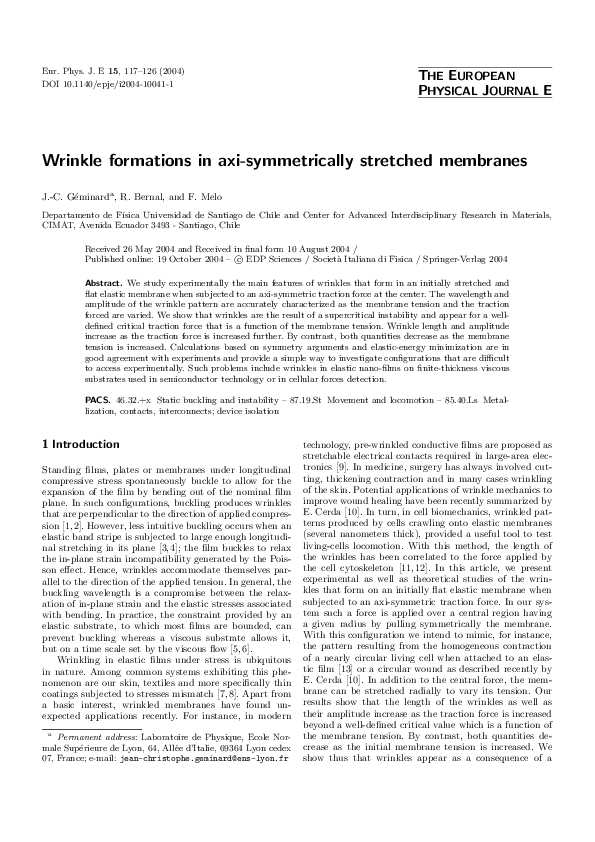 Eur. Phys. J. E 15, 117–126 (2004)
DOI 10.1140/epje/i2004-10041-1
THE EUROPEAN
PHYSICAL JOURNAL E
Wrinkle formations in axi-symmetrically stretched membranes
J.-C. Géminardª, R. Bernal, and F. Melo
Departamento de Física Universidad de Santiago de Chile and Center for Advanced Interdisciplinary Research in Materials,
CIMAT, Avenida Ecuador 3493 - Santiago, Chile
Received 26 May 2004 and Received in final form 10 August 2004 /
Published online: 19 October 2004 – © EDP Sciences / Società Italiana di Fisica / Springer-Verlag 2004
Abstract. We study experimentally the main features of wrinkles that form in an initially stretched and
flat elastic membrane when subjected to an axi-symmetric traction force at the center. The wavelength and
amplitude of the wrinkle pattern are accurately characterized as the membrane tension and the traction
forced are varied. We show that wrinkles are the result of a supercritical instability and appear for a well-
defined critical traction force that is a function of the membrane tension. Wrinkle length and amplitude
increase as the traction force is increased further. By contrast, both quantities decrease as the membrane
tension is increased. Calculations based on symmetry arguments and elastic-energy minimization are in
good agreement with experiments and provide a simple way to investigate configurations that are difficult
to access experimentally. Such problems include wrinkles in elastic nano-films on finite-thickness viscous
substrates used in semiconductor technology or in cellular forces detection.
PACS. 46.32.+x Static buckling and instability – 87.19.St Movement and locomotion – 85.40.Ls Metal-
lization, contacts, interconnects; device isolation
1 Introduction
Standing films, plates or membranes under longitudinal
compressive stress spontaneously buckle to allow for the
expansion of the film by bending out of the nominal film
plane. In such configurations, buckling produces wrinkles
that are perpendicular to the direction of applied compres-
sion [1,2]. However, less intuitive buckling occurs when an
elastic band stripe is subjected to large enough longitudi-
nal stretching in its plane [3,4]; the film buckles to relax
the in-plane strain incompatibility generated by the Pois-
son effect. Hence, wrinkles accommodate themselves par-
allel to the direction of the applied tension. In general, the
buckling wavelength is a compromise between the relax-
ation of in-plane strain and the elastic stresses associated
with bending. In practice, the constraint provided by an
elastic substrate, to which most films are bounded, can
prevent buckling whereas a viscous substrate allows it,
but on a time scale set by the viscous flow [5,6].
Wrinkling in elastic films under stress is ubiquitous
in nature. Among common systems exhibiting this phe-
nomenon are our skin, textiles and more specifically thin
coatings subjected to stresses mismatch [7,8]. Apart from
a basic interest, wrinkled membranes have found un-
expected applications recently. For instance, in modern
ª Permanent address: Laboratoire de Physique, Ecole Nor-
male Supérieure de Lyon, 64, Allée d'Italie, 69364 Lyon cedex
07, France; e-mail: jean-christophe.geminard@ens-lyon.fr
technology, pre-wrinkled conductive films are proposed as
stretchable electrical contacts required in large-area elec-
tronics [9]. In medicine, surgery has always involved cut-
ting, thickening contraction and in many cases wrinkling
of the skin. Potential applications of wrinkle mechanics to
improve wound healing have been recently summarized by
E. Cerda [10]. In turn, in cell biomechanics, wrinkled pat-
terns produced by cells crawling onto elastic membranes
(several nanometers thick), provided a useful tool to test
living-cells locomotion. With this method, the length of
the wrinkles has been correlated to the force applied by
the cell cytoskeleton [11,12]. In this article, we present
experimental as well as theoretical studies of the wrin-
kles that form on an initially flat elastic membrane when
subjected to an axi-symmetric traction force. In our sys-
tem such a force is applied over a central region having
a given radius by pulling symmetrically the membrane.
With this configuration we intend to mimic, for instance,
the pattern resulting from the homogeneous contraction
of a nearly circular living cell when attached to an elas-
tic film [13] or a circular wound as described recently by
E. Cerda [10]. In addition to the central force, the mem-
brane can be stretched radially to vary its tension. Our
results show that the length of the wrinkles as well as
their amplitude increase as the traction force is increased
beyond a well-defined critical value which is a function of
the membrane tension. By contrast, both quantities de-
crease as the initial membrane tension is increased. We
show thus that wrinkles appear as a consequence of a